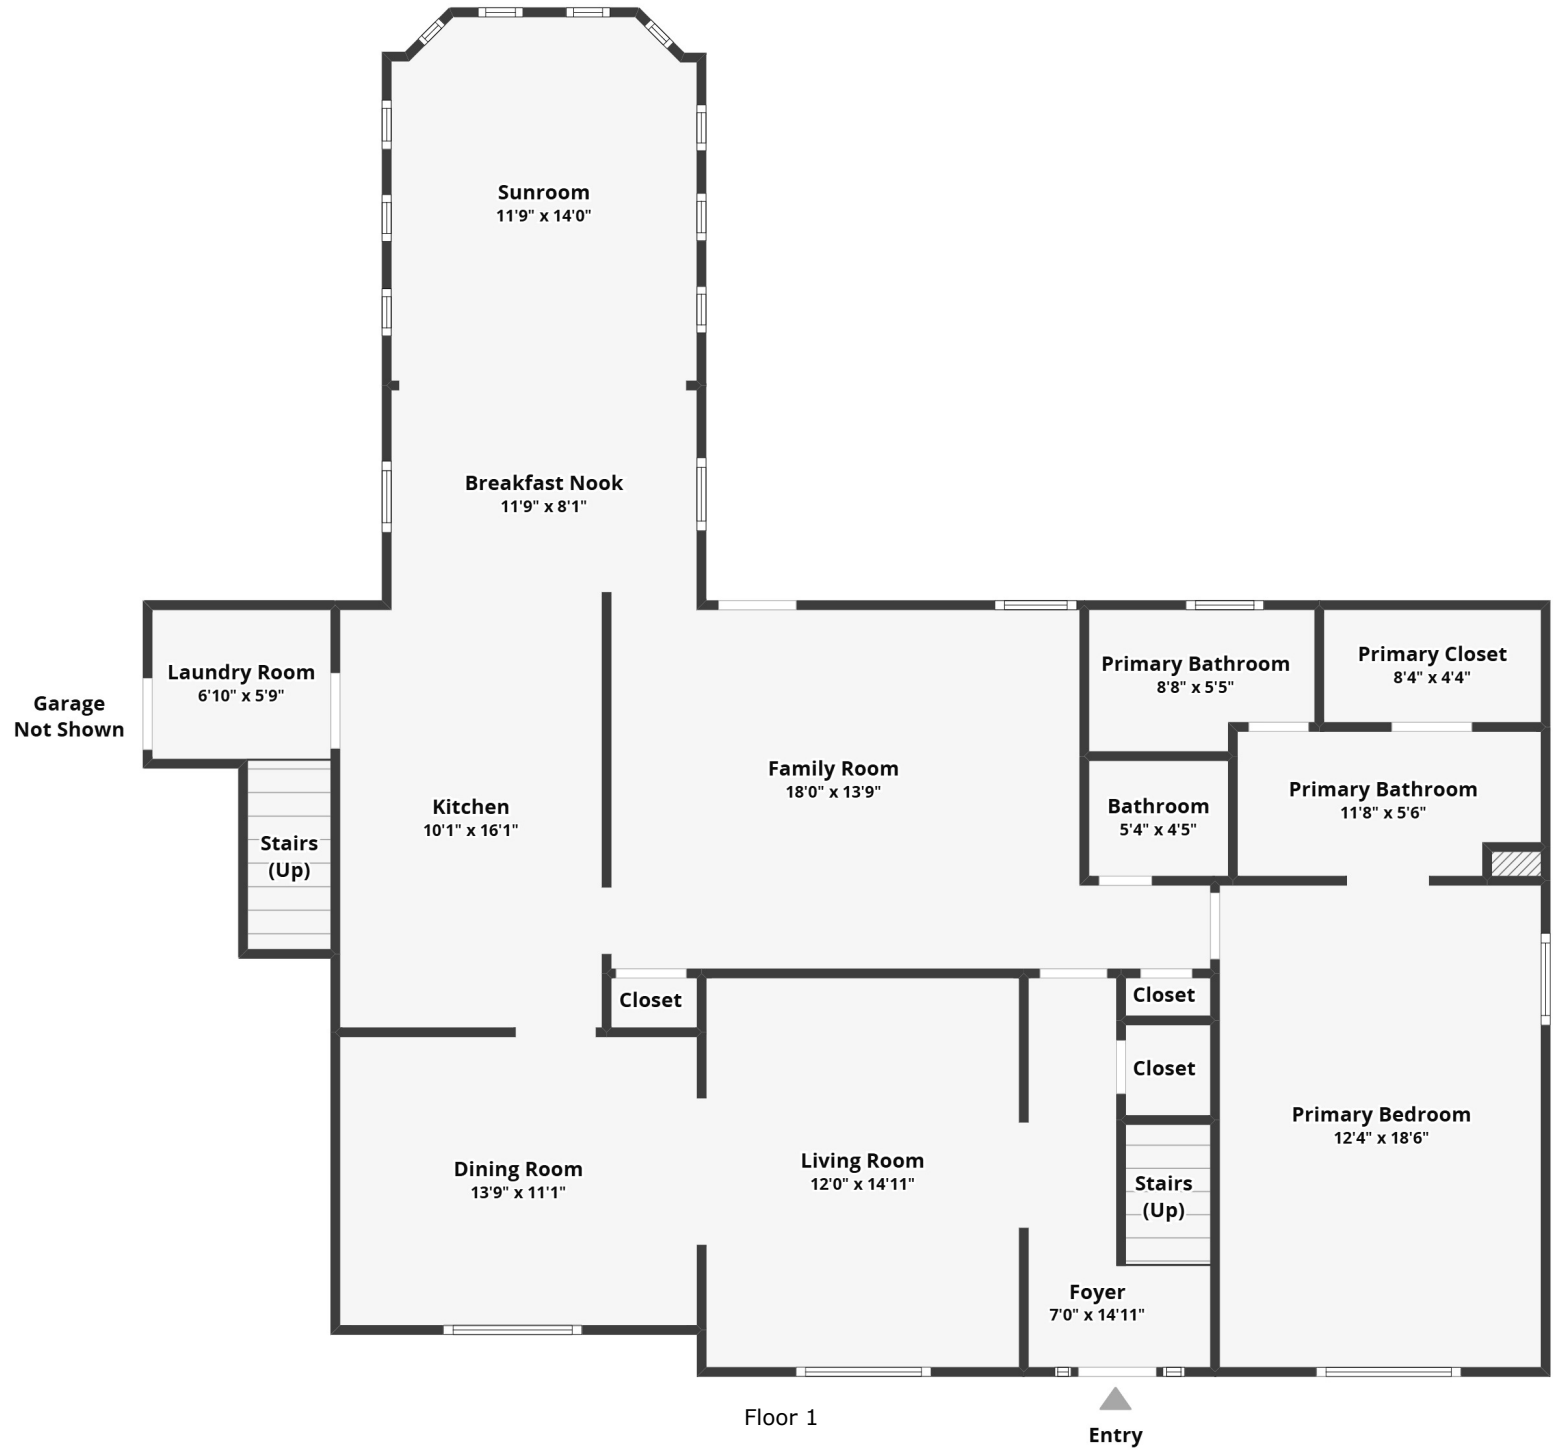 Sunroom
11'9" x 14'0"
Breakfast Nook
11'9" x 8'1"
Laundry Room
6'10" x 5'9"
Garage
Not Shown
Primary Bathroom
8'8" x 5'5"
Primary Closet
8'4" x 4'4"
Family Room
18'0" x 13'9"
Kitchen
10'1" x 16'1"
Bathroom
5'4" x 4'5"
Primary Bathroom
11'8" x 5'6"
Stairs
(Up)
Closet
Closet
Closet
Primary Bedroom
12'4" x 18'6"
Dining Room
13'9" x 11'1"
Living Room
12'0" x 14'11"
Stairs
(Up)
Foyer
7'0" x 14'11"
Floor 1
Entry